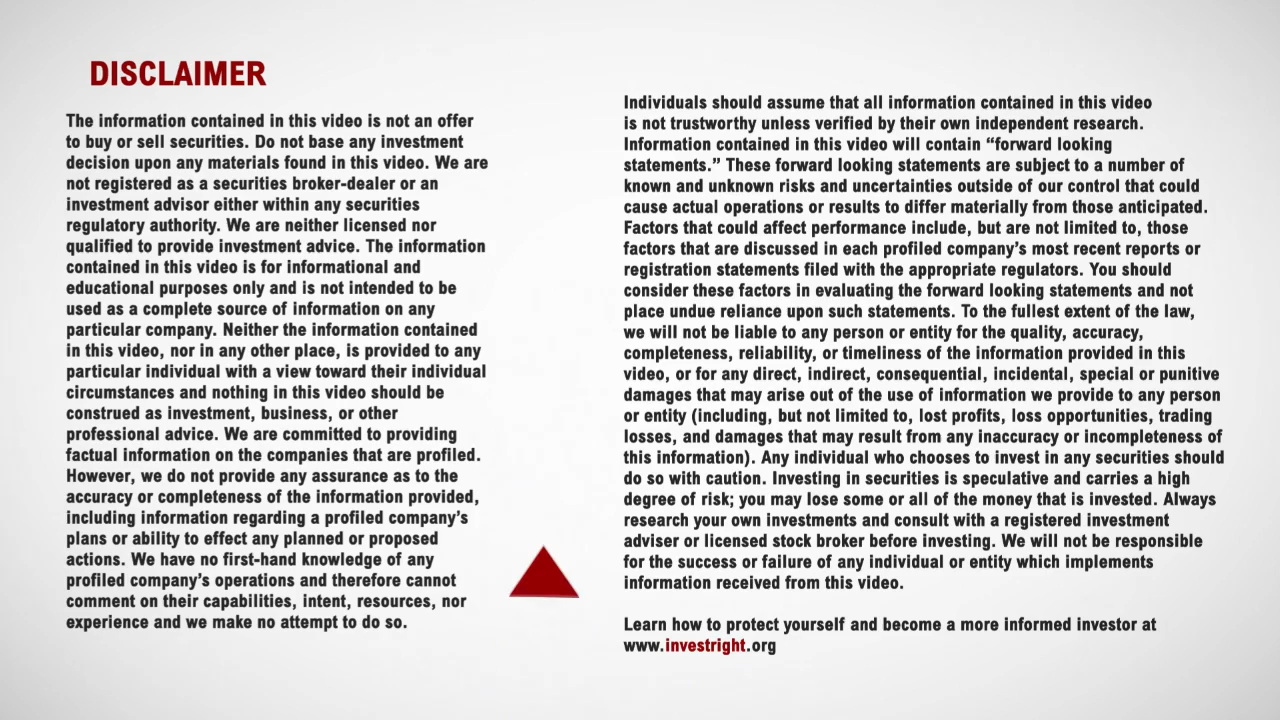 DISCLAIMER
The information contained in this video is not an offer
to buy or sell securities. Do not base any investment
decision upon any materials found in this video. We are
not registered as a securities broker-dealer or an
investment advisor either within any securities
regulatory authority. We are neither licensed nor
qualified to provide investment advice. The information
contained in this video is for informational and
educational purposes only and is not intended to be
used as a complete source of information on any
particular company. Neither the information contained
in this video, nor in any other place, is provided to any
particular individual with a view toward their individual
circumstances and nothing in this video should be
construed as investment, business, or other
professional advice. We are committed to providing
factual information on the companies that are profiled.
However, we do not provide any assurance as to the
accuracy or completeness of the information provided,
including information regarding a profiled company's
plans or ability to effect any planned or proposed
actions. We have no first-hand knowledge of any
profiled company's operations and therefore cannot
comment on their capabilities, intent, resources, nor
experience and we make no attempt to do so.
Individuals should assume that all information contained in this video
is not trustworthy unless verified by their own independent research.
Information contained in this video will contain “forward looking
statements.” These forward looking statements are subject to a number of
known and unknown risks and uncertainties outside of our control that could
cause actual operations or results to differ materially from those anticipated.
Factors that could affect performance include, but are not limited to, those
factors that are discussed in each profiled company's most recent reports or
registration statements filed with the appropriate regulators. You should
consider these factors in evaluating the forward looking statements and not
place undue reliance upon such statements. To the fullest extent of the law,
we will not be liable to any person or entity for the quality, accuracy,
completeness, reliability, or timeliness of the information provided in this
video, or for any direct, indirect, consequential, incidental, special or punitive
damages that may arise out of the use of information we provide to any person
or entity (including, but not limited to, lost profits, loss opportunities, trading
losses, and damages that may result from any inaccuracy or incompleteness of
this information). Any individual who chooses to invest in any securities should
do so with caution. Investing in securities is speculative and carries a high
degree of risk; you may lose some or all of the money that is invested. Always
research your own investments and consult with a registered investment
adviser or licensed stock broker before investing. We will not be responsible
for the success or failure of any individual or entity which implements
information received from this video.
Learn how to protect yourself and become a more informed investor at
www.investright.org